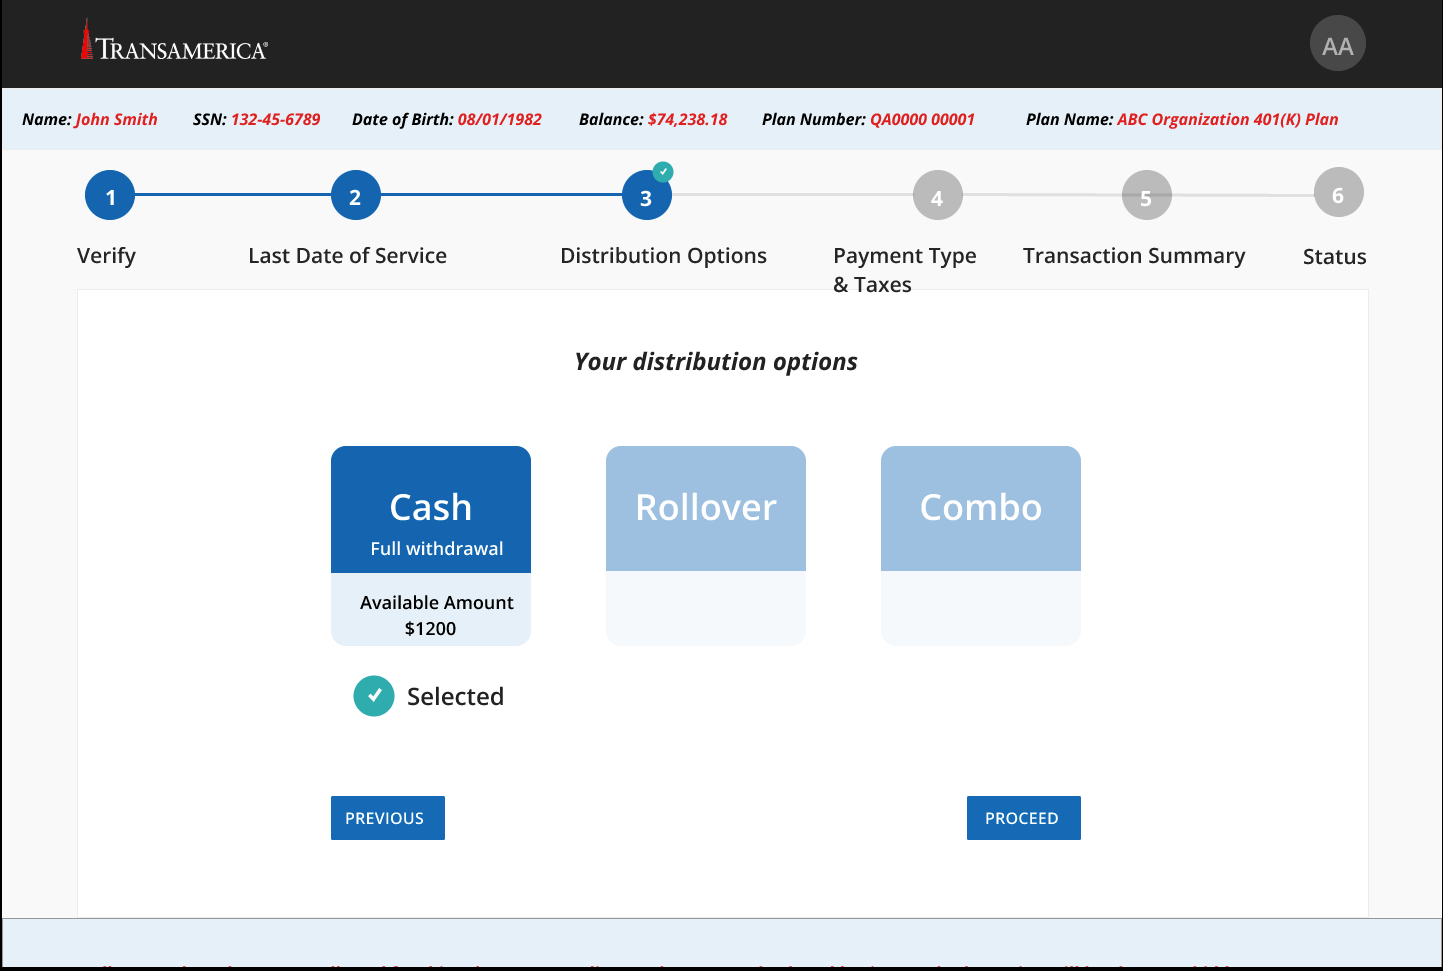 TRANSAMERICA®
AA
Name: John Smith SSN: 132-45-6789 Date of Birth: 08/01/1982 Balance: $74,238.18 Plan Number: QA0000 00001 Plan Name: ABC Organization 401(K) Plan
1 2 3 4 5 6
Verify Last Date of Service Distribution Options Payment Type Transaction Summary Status
& Taxes
Your distribution options
Cash Rollover Combo
Full withdrawal
Available Amount
$1200
Selected
PREVIOUS PROCEED